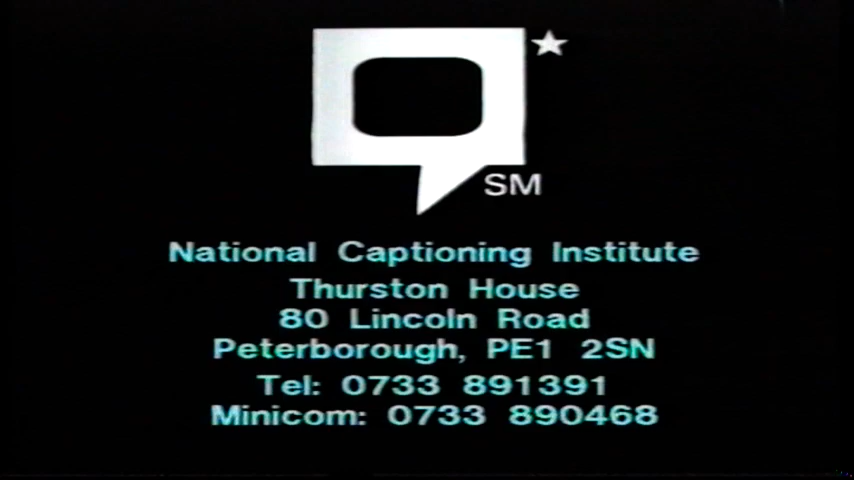 SM
National Captioning Institute
Thurston House
80 Lincoln Road
Peterborough, PE1 2SN
Tel: 0733 891391
Minicom: 0733 890468